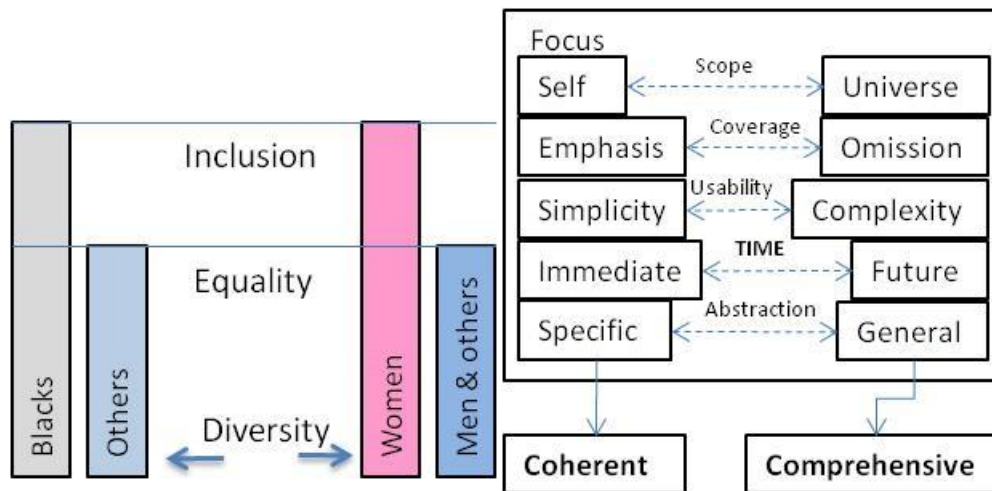 Inclusion
Equality
Diversity
Blacks
Others
Women
Men & others
Focus
Self
Scope
Universe
Emphasis
Coverage
Omission
Simplicity
Usability
Complexity
Immediate
TIME
Future
Specific
Abstraction
General
Coherent
Comprehensive